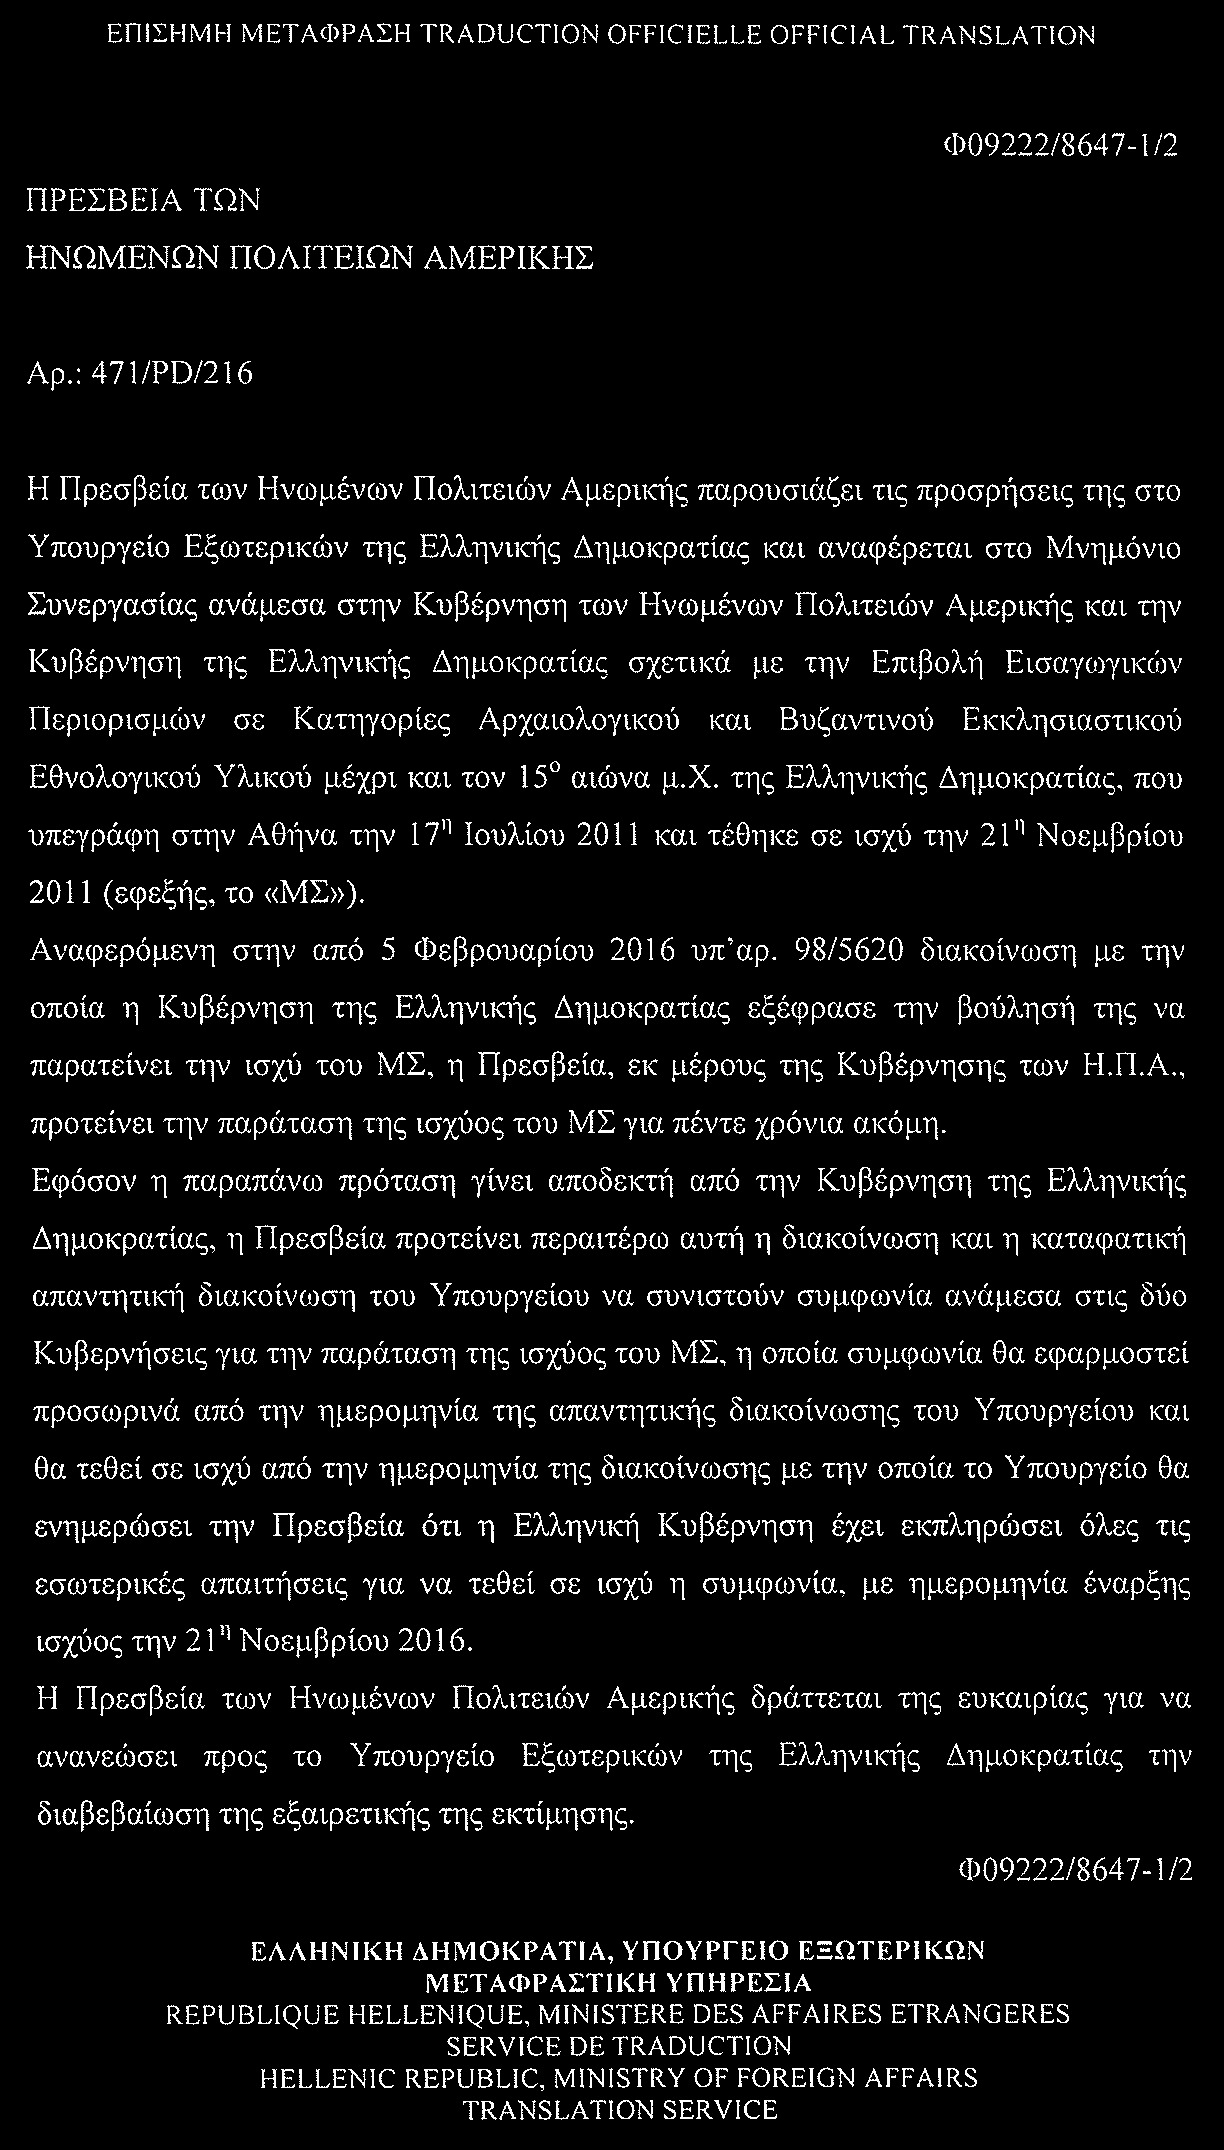 ΕΠΙΣΗΜΗ ΜΕΤΑΦΡΑΣΗ TRADUCTION OFFICIELLE OFFICIAL TRANSLATION
Φ09222/8647-1/2
ΠΡΕΣΒΕΙΑ ΤΩΝ
ΗΝΩΜΕΝΩΝ ΠΟΛΙΤΕΙΩΝ ΑΜΕΡΙΚΗΣ
Αρ.: 471/PD/216
Η Πρεσβεία των Ηνωμένων Πολιτειών Αμερικής παρουσιάζει τις προσρήσεις της στο
Υπουργείο Εξωτερικών της Ελληνικής Δημοκρατίας και αναφέρεται στο Μνημόνιο
Συνεργασίας ανάμεσα στην Κυβέρνηση των Ηνωμένων Πολιτειών Αμερικής και την
Κυβέρνηση της Ελληνικής Δημοκρατίας σχετικά με την Επιβολή Εισαγωγικών
Περιορισμών σε Κατηγορίες Αρχαιολογικού και Βυζαντινού Εκκλησιαστικού
Εθνολογικού Υλικού μέχρι και τον 15° αιώνα μ.Χ. της Ελληνικής Δημοκρατίας, που
υπεγράφη στην Αθήνα την 17η Ιουλίου 2011 και τέθηκε σε ισχύ την 21η Νοεμβρίου
2011 (εφεξής, το «ΜΣ»).
Αναφερόμενη στην από 5 Φεβρουαρίου 2016 υπ’αρ. 98/5620 διακοίνωση με την
οποία η Κυβέρνηση της Ελληνικής Δημοκρατίας εξέφρασε την βούλησή της να
παρατείνει την ισχύ του ΜΣ, η Πρεσβεία, εκ μέρους της Κυβέρνησης των Η.Π.Α.,
προτείνει την παράταση της ισχύος του ΜΣ για πέντε χρόνια ακόμη.
Εφόσον η παραπάνω πρόταση γίνει αποδεκτή από την Κυβέρνηση της Ελληνικής
Δημοκρατίας, η Πρεσβεία προτείνει περαιτέρω αυτή η διακοίνωση και η καταφατική
απαντητική διακοίνωση του Υπουργείου να συνιστούν συμφωνία ανάμεσα στις δύο
Κυβερνήσεις για την παράταση της ισχύος του ΜΣ, η οποία συμφωνία θα εφαρμοστεί
προσωρινά από την ημερομηνία της απαντητικής διακοίνωσης του Υπουργείου και
θα τεθεί σε ισχύ από την ημερομηνία της διακοίνωσης με την οποία το Υπουργείο θα
ενημερώσει την Πρεσβεία ότι η Ελληνική Κυβέρνηση έχει εκπληρώσει όλες τις
εσωτερικές απαιτήσεις για να τεθεί σε ισχύ η συμφωνία, με ημερομηνία έναρξης
ισχύος την 21η Νοεμβρίου 2016.
Η Πρεσβεία των Ηνωμένων Πολιτειών Αμερικής δράττεται της ευκαιρίας για να
ανανεώσει προς το Υπουργείο Εξωτερικών της Ελληνικής Δημοκρατίας την
διαβεβαίωση της εξαιρετικής της εκτίμησης.
Φ09222/8647-1/2
ΕΛΛΗΝΙΚΗ ΔΗΜΟΚΡΑΤΙΑ, ΥΠΟΥΡΓΕΙΟ ΕΞΩΤΕΡΙΚΩΝ
ΜΕΤΑΦΡΑΣΤΙΚΗ ΥΠΗΡΕΣΙΑ
REPUBLIQUE HELLENIQUE, MINISTERE DES AFFAIRES ETRANGERES
SERVICE DE TRADUCTION
HELLENIC REPUBLIC, MINISTRY OF FOREIGN AFFAIRS
TRANSLATION SERVICE